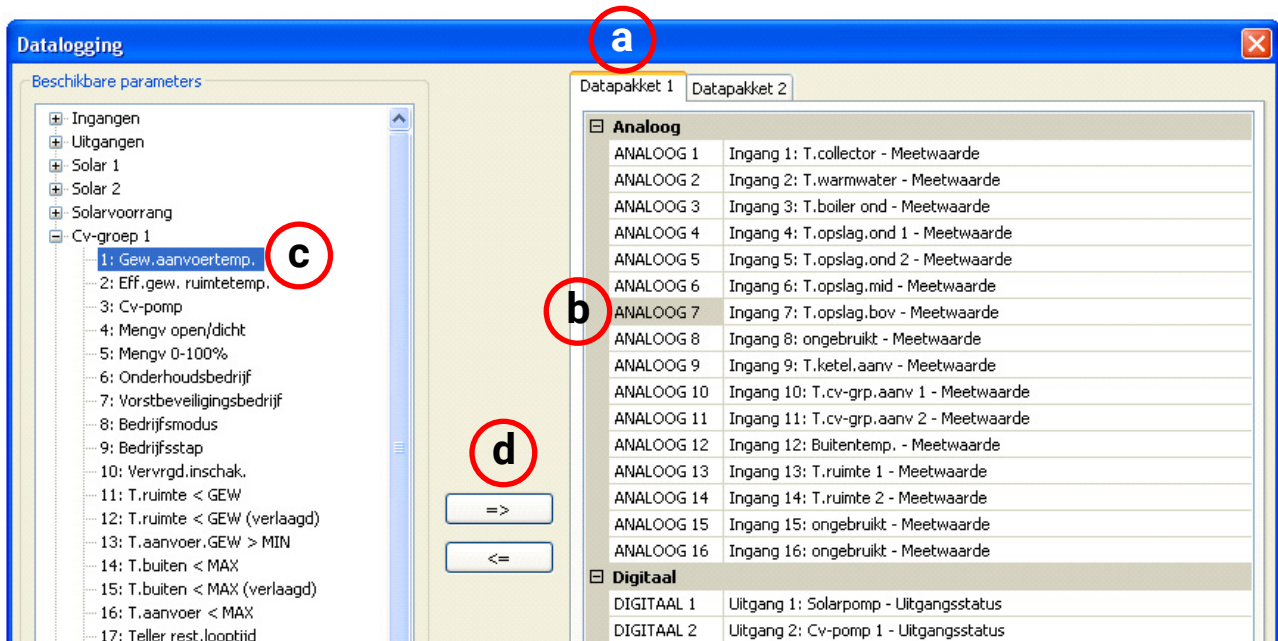 Datalogging
a
Beschikbare parameters
Ingangen
Uitgangen
Solar 1
Solar 2
Solarvoorrang
Cv-groep 1
1: Gew.aanvoertemp.
c
2: Eff.gew. ruimtetemp.
3: Cv-pomp
4: Mengv open/dicht
5: Mengv 0-100%
6: Onderhoudsbedrijf
7: Vorstbeveiligingsbedrijf
8: Bedrijfsmodus
9: Bedrijfsstap
10: Vervrgd.inschak.
11: T.ruimte < GEW
12: T.ruimte < GEW (verlaagd)
13: T.aanvoer.GEW > MIN
14: T.buiten < MAX
15: T.buiten < MAX (verlaagd)
16: T.aanvoer < MAX
17: Teller rest.looptijd
d
=>
<=
Datapakket 1 Datapakket 2
Analoog
ANALOOG 1 Ingang 1: T.collector - Meetwaarde
ANALOOG 2 Ingang 2: T.warmwater - Meetwaarde
ANALOOG 3 Ingang 3: T.boiler ond - Meetwaarde
ANALOOG 4 Ingang 4: T.opslag.ond 1 - Meetwaarde
ANALOOG 5 Ingang 5: T.opslag.ond 2 - Meetwaarde
ANALOOG 6 Ingang 6: T.opslag.mid - Meetwaarde
b
ANALOOG 7 Ingang 7: T.opslag.bov - Meetwaarde
ANALOOG 8 Ingang 8: ongebruikt - Meetwaarde
ANALOOG 9 Ingang 9: T.ketel.aanv - Meetwaarde
ANALOOG 10 Ingang 10: T.cv-grp.aanv 1 - Meetwaarde
ANALOOG 11 Ingang 11: T.cv-grp.aanv 2 - Meetwaarde
ANALOOG 12 Ingang 12: Buitentemp. - Meetwaarde
ANALOOG 13 Ingang 13: T.ruimte 1 - Meetwaarde
ANALOOG 14 Ingang 14: T.ruimte 2 - Meetwaarde
ANALOOG 15 Ingang 15: ongebruikt - Meetwaarde
ANALOOG 16 Ingang 16: ongebruikt - Meetwaarde
Digitaal
DIGITAAL 1 Uitgang 1: Solarpomp - Uitgangsstatus
DIGITAAL 2 Uitgang 2: Cv-pomp 1 - Uitgangsstatus